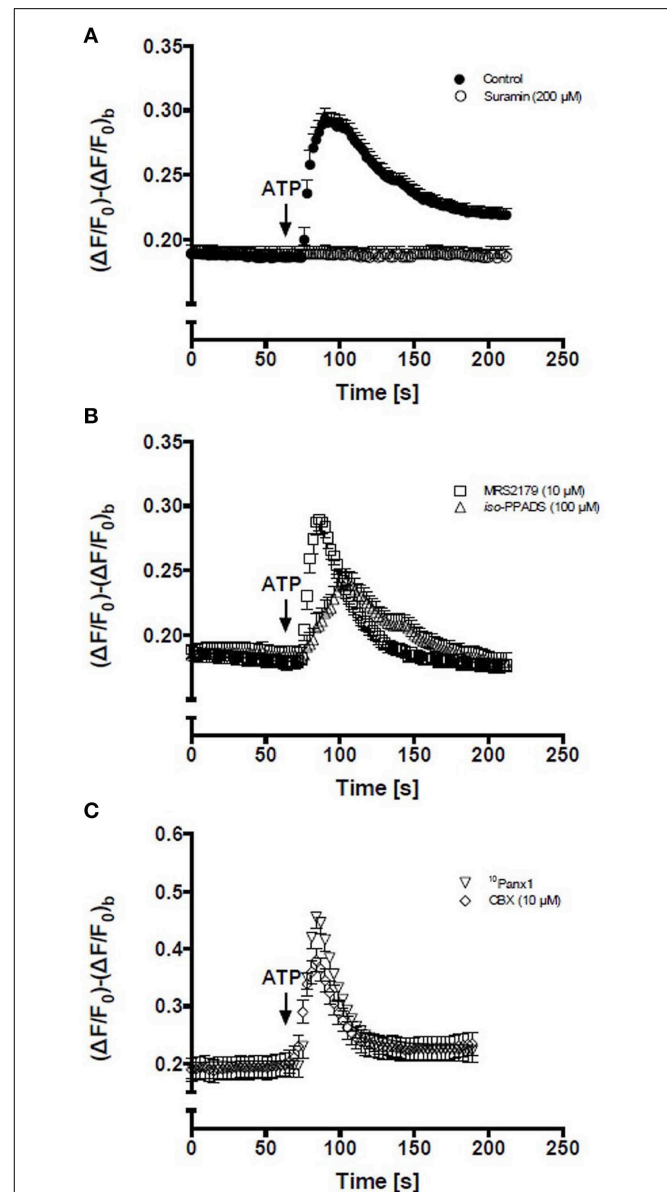 A
0.35
0.30
0.25
0.20
(ΔF/F₀)-(ΔF/F₀)b
Control
Suramin (200 µM)
ATP
0 50 100 150 200 250
Time [s]
B
0.35
0.30
0.25
0.20
(ΔF/F₀)-(ΔF/F₀)b
MRS2179 (10 µM)
iso-PPADS (100 µM)
ATP
0 50 100 150 200 250
Time [s]
C
0.6
0.5
0.4
0.3
0.2
(ΔF/F₀)-(ΔF/F₀)b
¹⁰Panx1
CBX (10 µM)
ATP
0 50 100 150 200 250
Time [s]